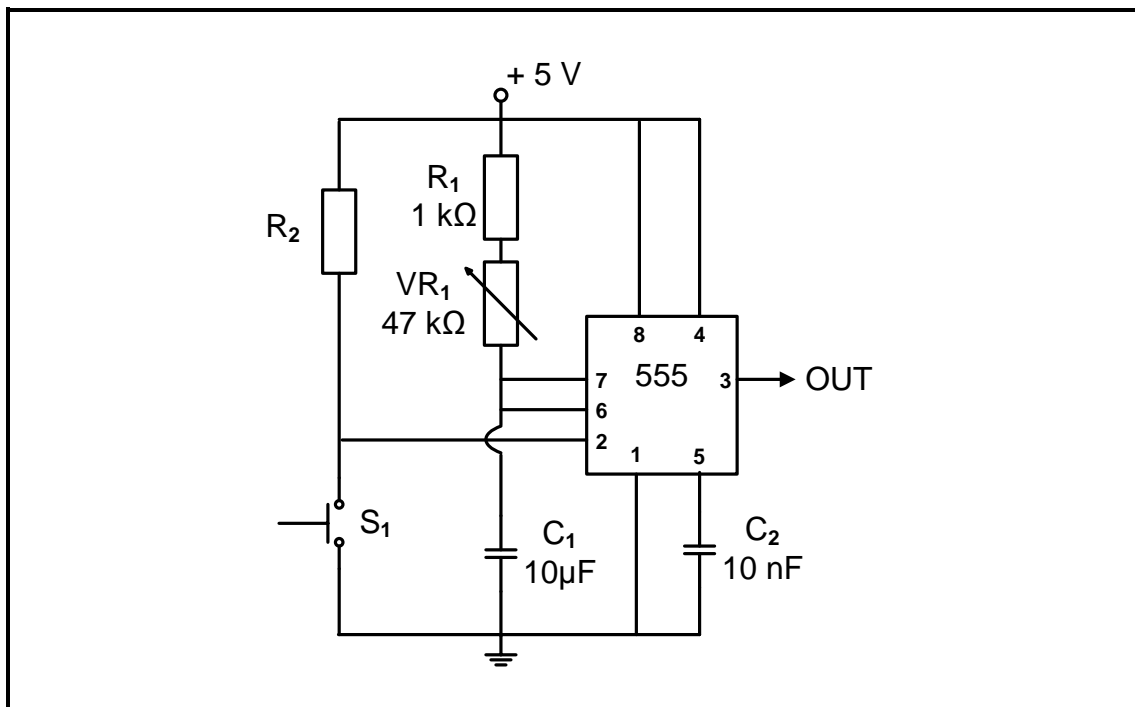 + 5 V
R₁
1 kΩ
R₂
VR₁
47 kΩ
8 4
555
7
3
OUT
6
2
1 5
S₁
C₁
10µF
C₂
10 nF